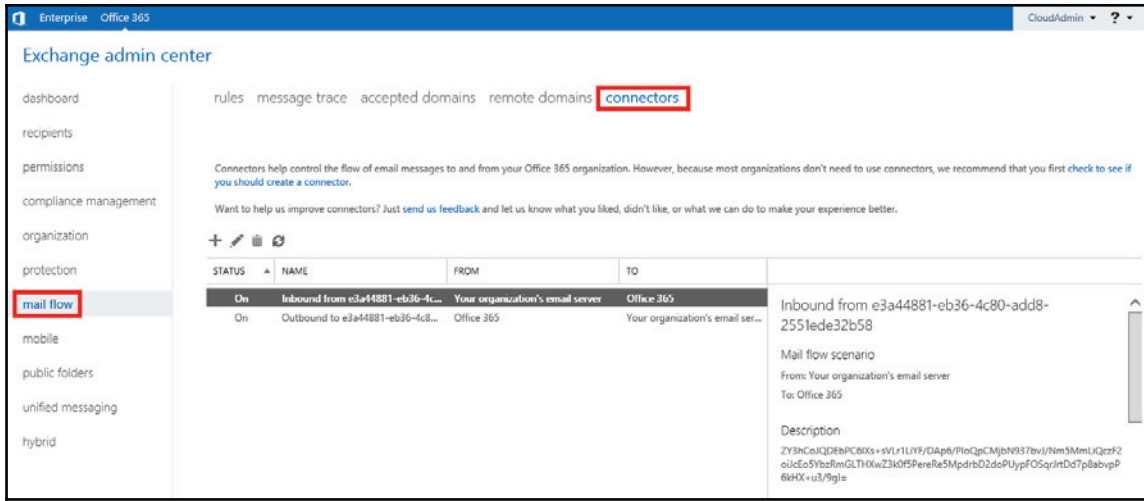 Enterprise Office 365
CloudAdmin
?
Exchange admin center
dashboard
recipients
permissions
compliance management
organization
protection
mail flow
mobile
public folders
unified messaging
hybrid
rules message trace accepted domains remote domains connectors
Connectors help control the flow of email messages to and from your Office 365 organization. However, because most organizations don't need to use connectors, we recommend that you first check to see if
you should create a connector.
Want to help us improve connectors? Just send us feedback and let us know what you liked, didn't like, or what we can do to make your experience better.
STATUS NAME FROM TO
On Inbound from e3a44881-eb36-4c... Your organization's email server Office 365
On Outbound to e3a44881-eb36-4c8... Office 365 Your organization's email ser...
Inbound from e3a44881-eb36-4c80-add8-
2551ede32b58
Mail flow scenario
From: Your organization's email server
To: Office 365
Description